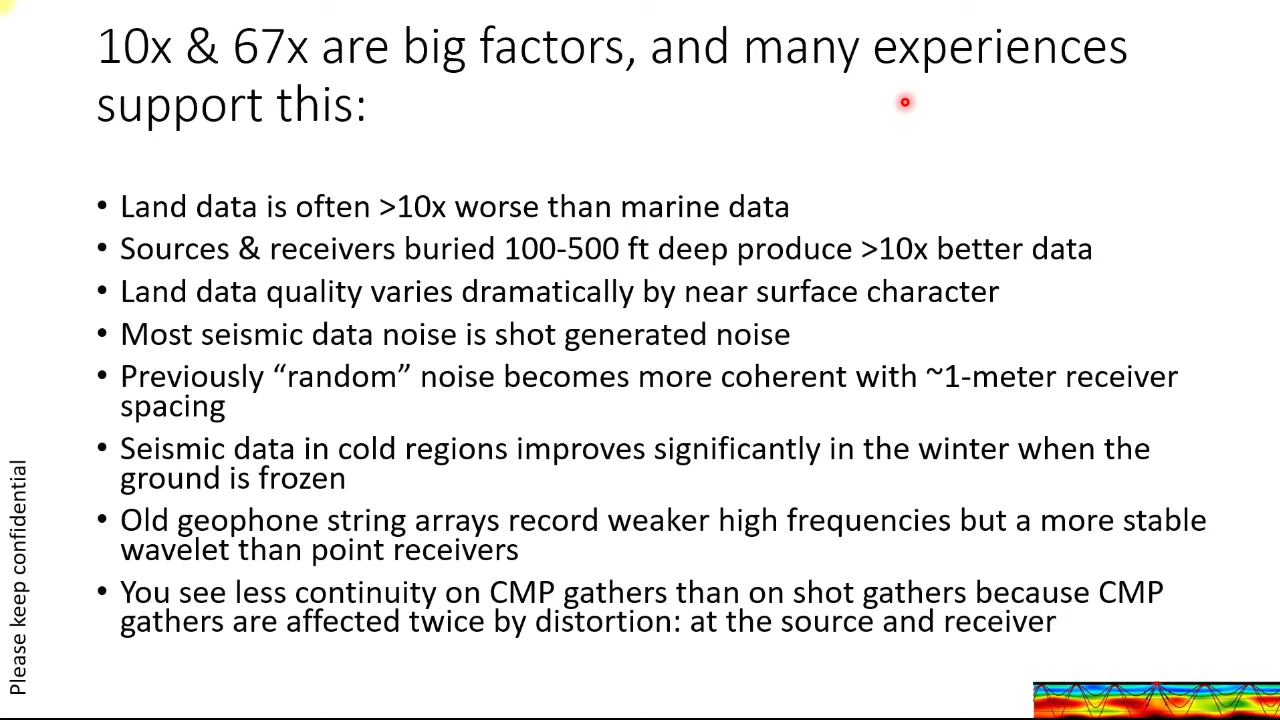 10x & 67x are big factors, and many experiences
support this:
• Land data is often >10x worse than marine data
• Sources & receivers buried 100-500 ft deep produce >10x better data
• Land data quality varies dramatically by near surface character
• Most seismic data noise is shot generated noise
• Previously “random” noise becomes more coherent with ~1-meter receiver
spacing
• Seismic data in cold regions improves significantly in the winter when the
ground is frozen
• Old geophone string arrays record weaker high frequencies but a more stable
wavelet than point receivers
• You see less continuity on CMP gathers than on shot gathers because CMP
gathers are affected twice by distortion: at the source and receiver
Please keep confidential